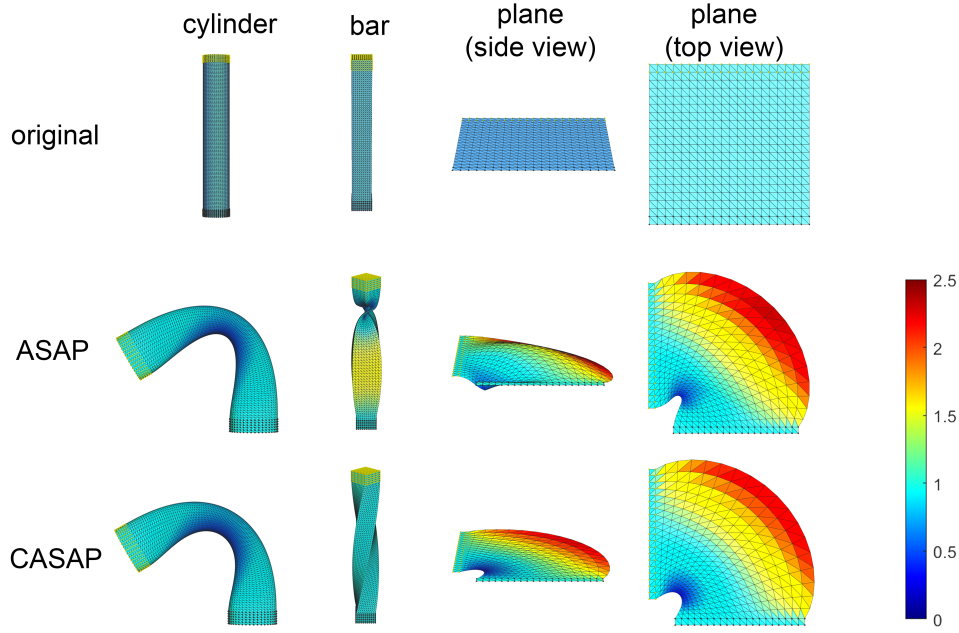 cylinder
bar
plane
(side view)
plane
(top view)
original
ASAP
CASAP
2.5
2
1.5
1
0.5
0